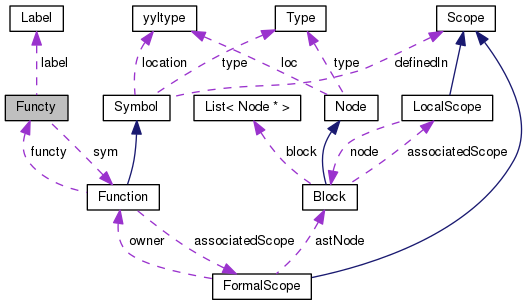 Label
yyltype
Type
Scope
label
location
type
loc
type
definedIn
Functy
Symbol
List< Node * >
Node
LocalScope
functy
sym
block
node
associatedScope
Function
Block
owner
associatedScope
astNode
FormalScope